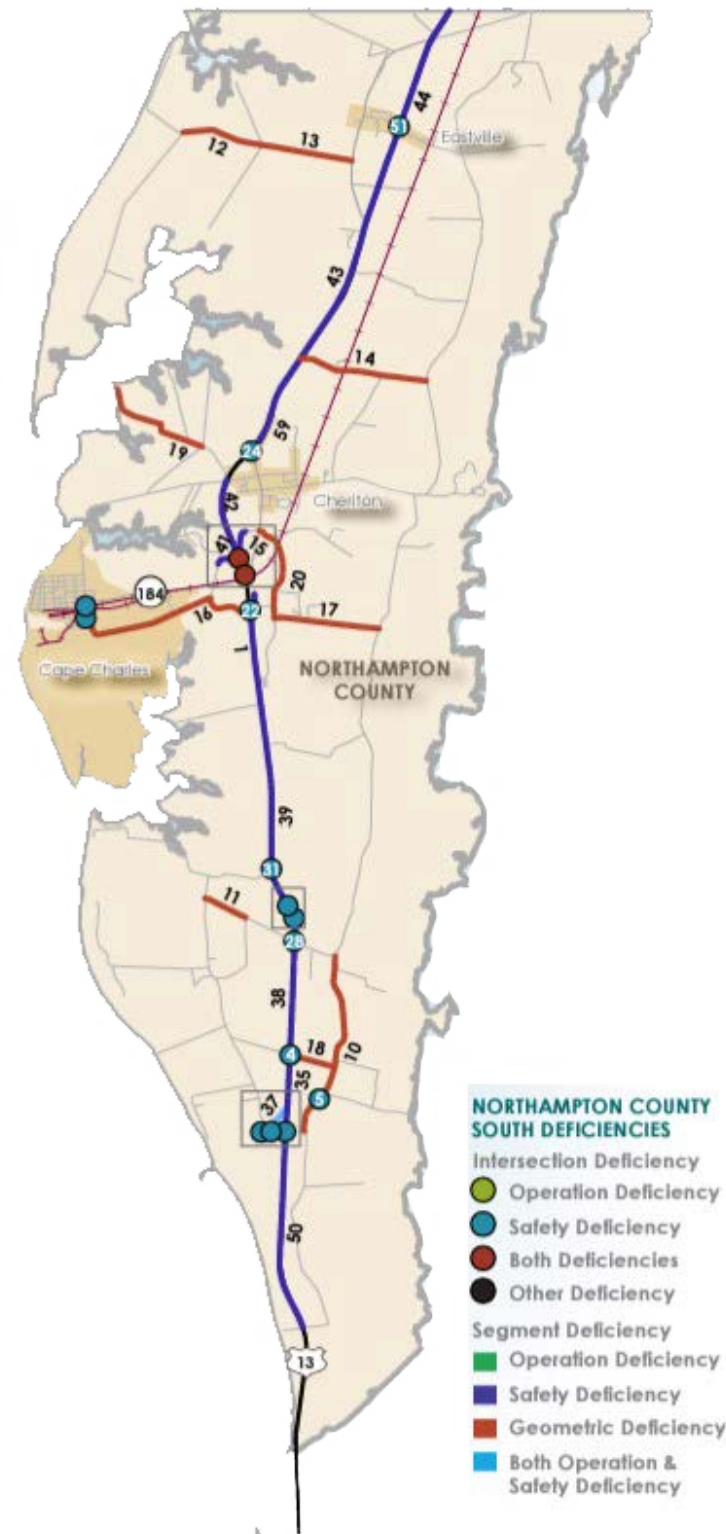 44
51
Eastville
12
13
43
14
59
19
24
42
Cheriton
41
15
20
184
16
22
17
1
Cape Charles
NORTHAMPTON
COUNTY
39
31
11
28
38
4
18
10
35
5
37
50
13
NORTHAMPTON COUNTY
SOUTH DEFICIENCIES
Intersection Deficiency
Operation Deficiency
Safety Deficiency
Both Deficiencies
Other Deficiency
Segment Deficiency
Operation Deficiency
Safety Deficiency
Geometric Deficiency
Both Operation &
Safety Deficiency